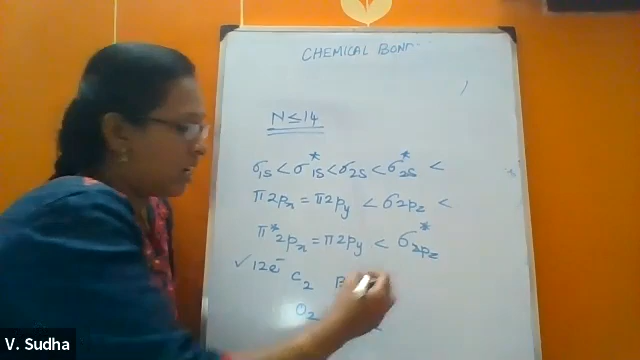 CHEMICAL BOND
N≤14
σ1s < σ*1s < σ2s < σ*2s <
π2px = π2py < σ2pz <
π*2px = π2py < σ*2pz
✓12e⁻ C2 B
O2
V. Sudha